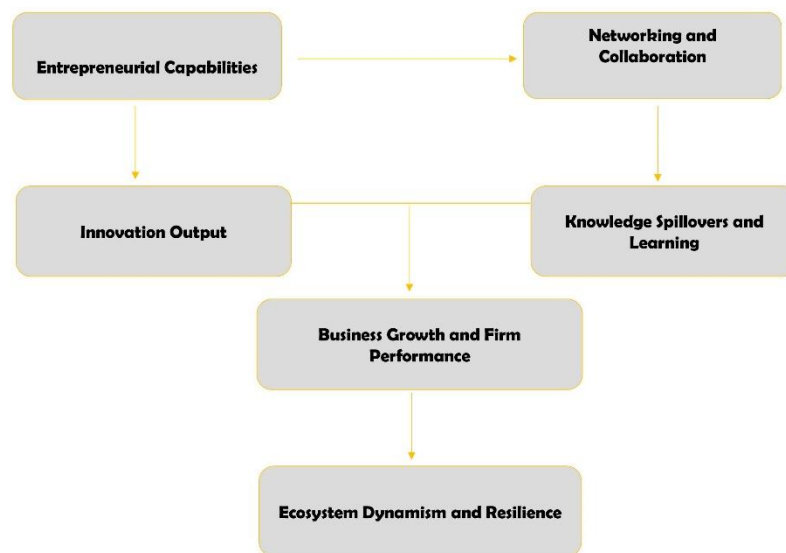 Entrepreneurial Capabilities
Networking and
Collaboration
Innovation Output
Knowledge Spillovers and
Learning
Business Growth and Firm
Performance
Ecosystem Dynamism and Resilience